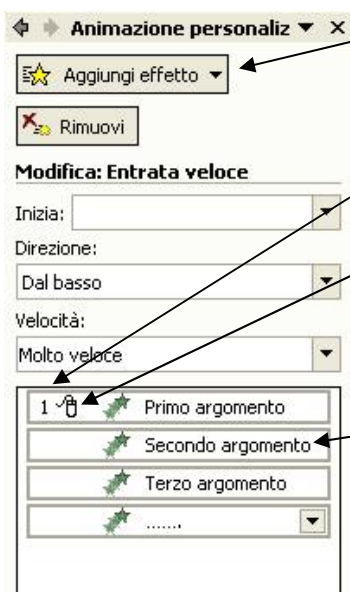 Animazione personaliz
Aggiungi effetto
Rimuovi
Modifica: Entrata veloce
Inizia:
Direzione:
Dal basso
Velocità:
Molto veloce
1 Primo argomento
Secondo argomento
Terzo argomento
.......